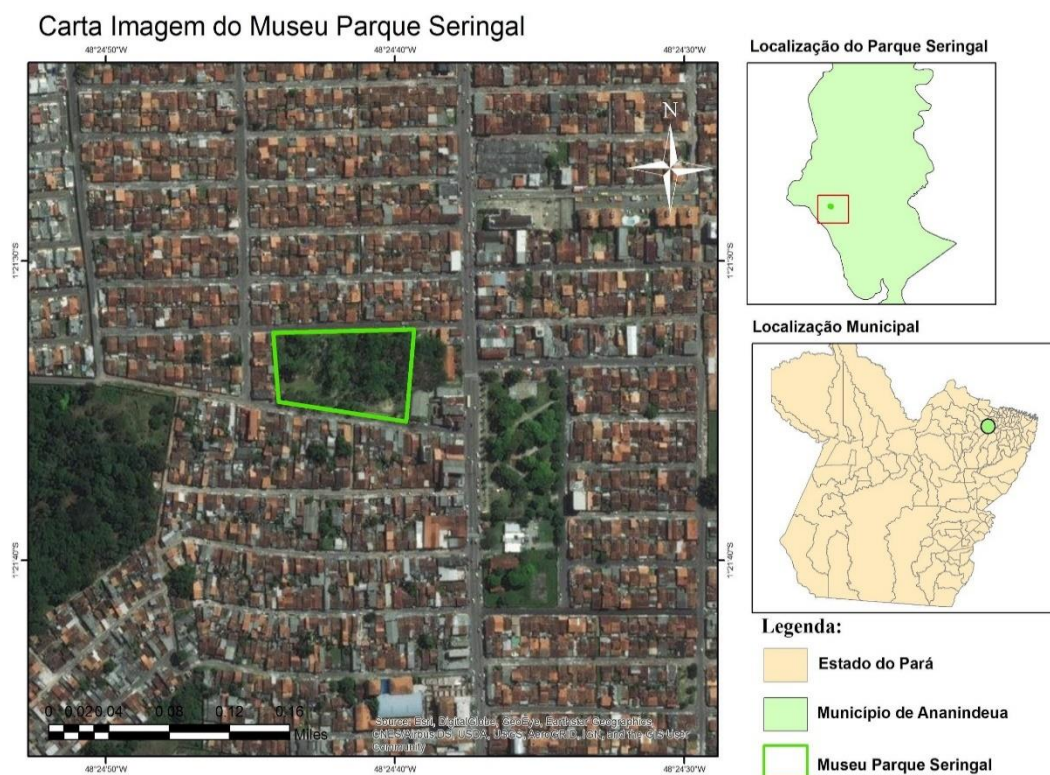 Carta Imagem do Museu Parque Seringal
48°24'50"W
48°24'40"W
48°24'30"W
N
1°21'30"S
1°21'30"S
1°21'40"S
1°21'40"S
0 0.02 0.04 0.08 0.12 0.16
Miles
Source: Esri, DigitalGlobe, GeoEye, Earthstar Geographics,
CNES/Airbus DS, USDA, USGS, AeroGRID, IGN, and the GIS User
Community
48°24'50"W
48°24'40"W
48°24'30"W
Localização do Parque Seringal
Localização Municipal
Legenda:
Estado do Pará
Município de Ananindeua
Museu Parque Seringal